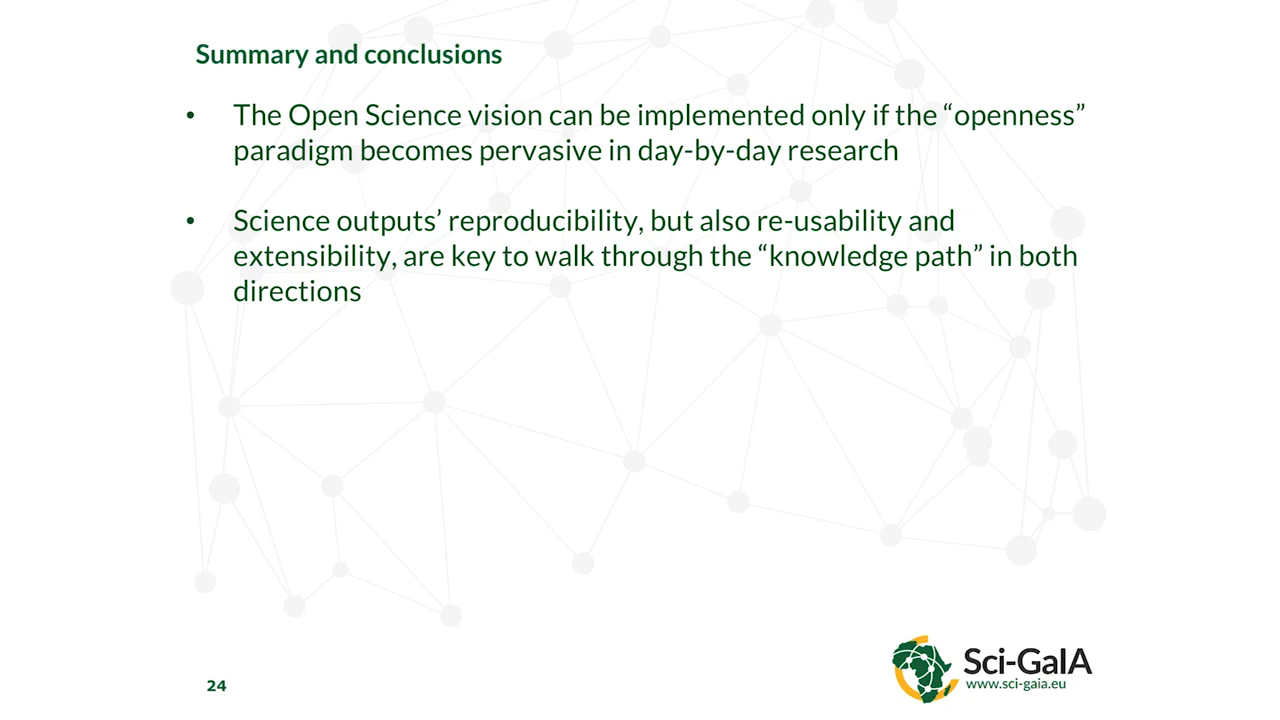 Summary and conclusions
• The Open Science vision can be implemented only if the “openness”
paradigm becomes pervasive in day-by-day research
• Science outputs’ reproducibility, but also re-usability and
extensibility, are key to walk through the “knowledge path” in both
directions
24
Sci-GaIA
www.sci-gaia.eu